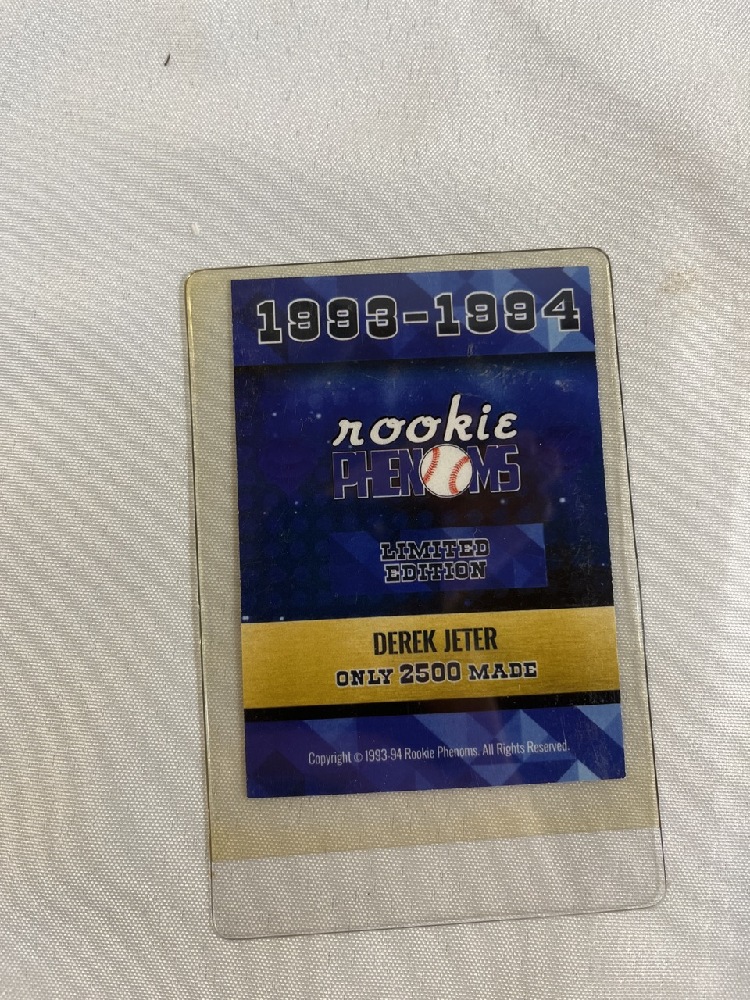 1993-1994
rookie
PHENOMS
LIMITED
EDITION
DEREK JETER
ONLY 2500 MADE
Copyright © 1993-94 Rookie Phenoms. All Rights Reserved.